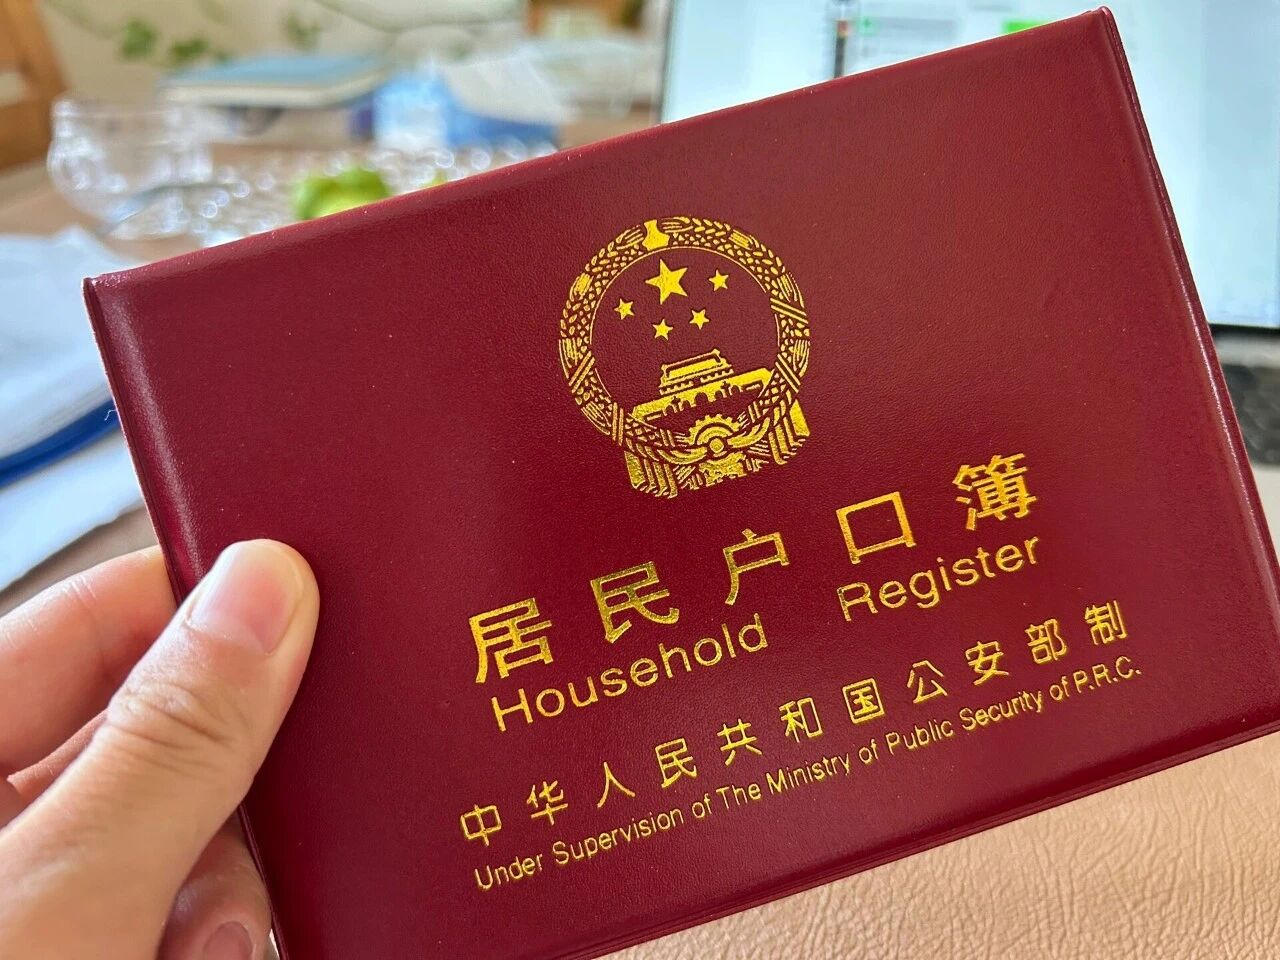 居民户口簿
Household Register
中华人民共和国公安部制
Under Supervision of The Ministry of Public Security of P.R.C.